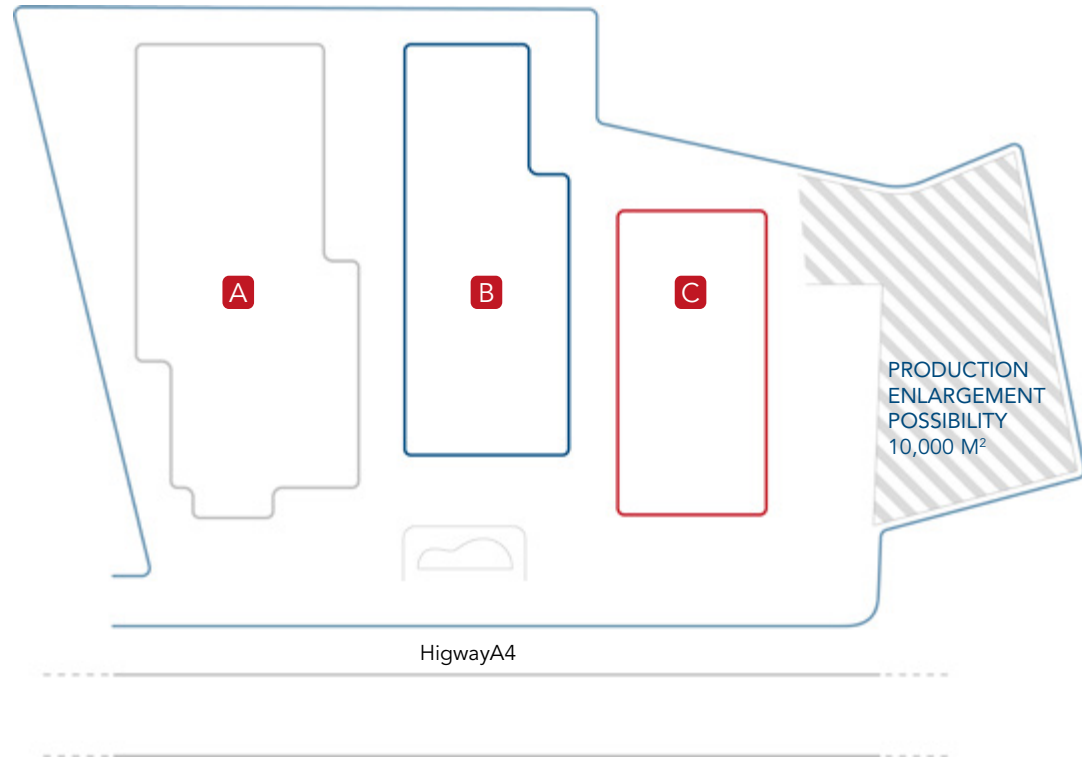 A
B
C
PRODUCTION
ENLARGEMENT
POSSIBILITY
10,000 M²
HigwayA4